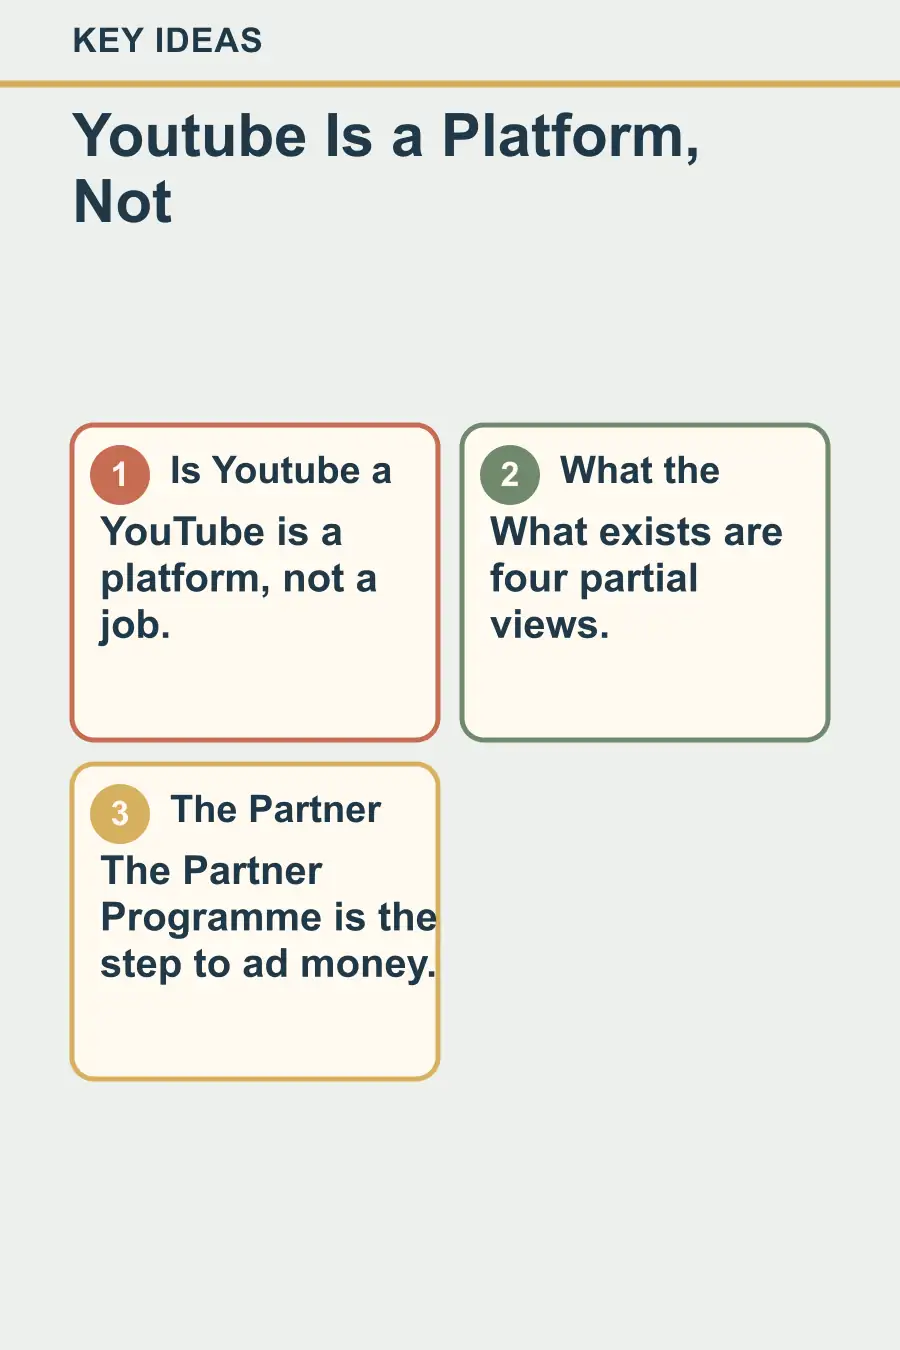 KEY IDEAS
Youtube Is a Platform,
Not
1 Is Youtube a
YouTube is a
platform, not a
job.
2 What the
What exists are
four partial
views.
3 The Partner
The Partner
Programme is the
step to ad money.